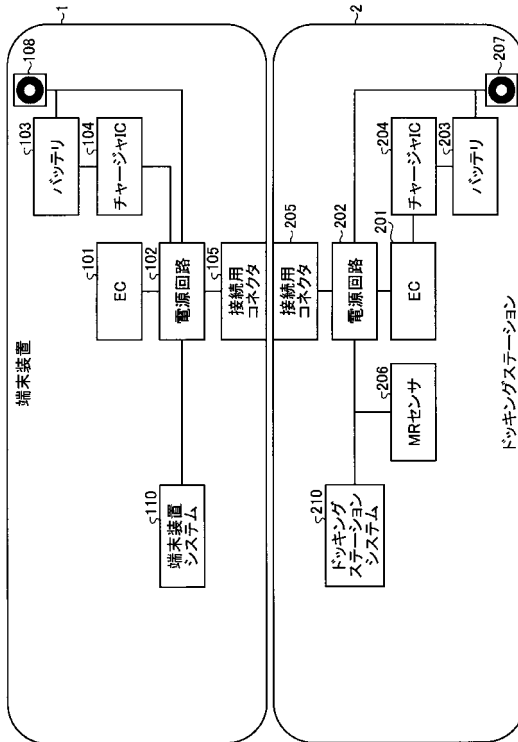 端末装置
1
108
103
バッテリ
104
チャージャIC
101
EC
102
電源回路
105
接続用
コネクタ
110
端末装置
システム
2
205
接続用
コネクタ
202
電源回路
201
EC
204
チャージャIC
203
バッテリ
207
206
MRセンサ
210
ドッキング
ステーション
システム
ドッキングステーション